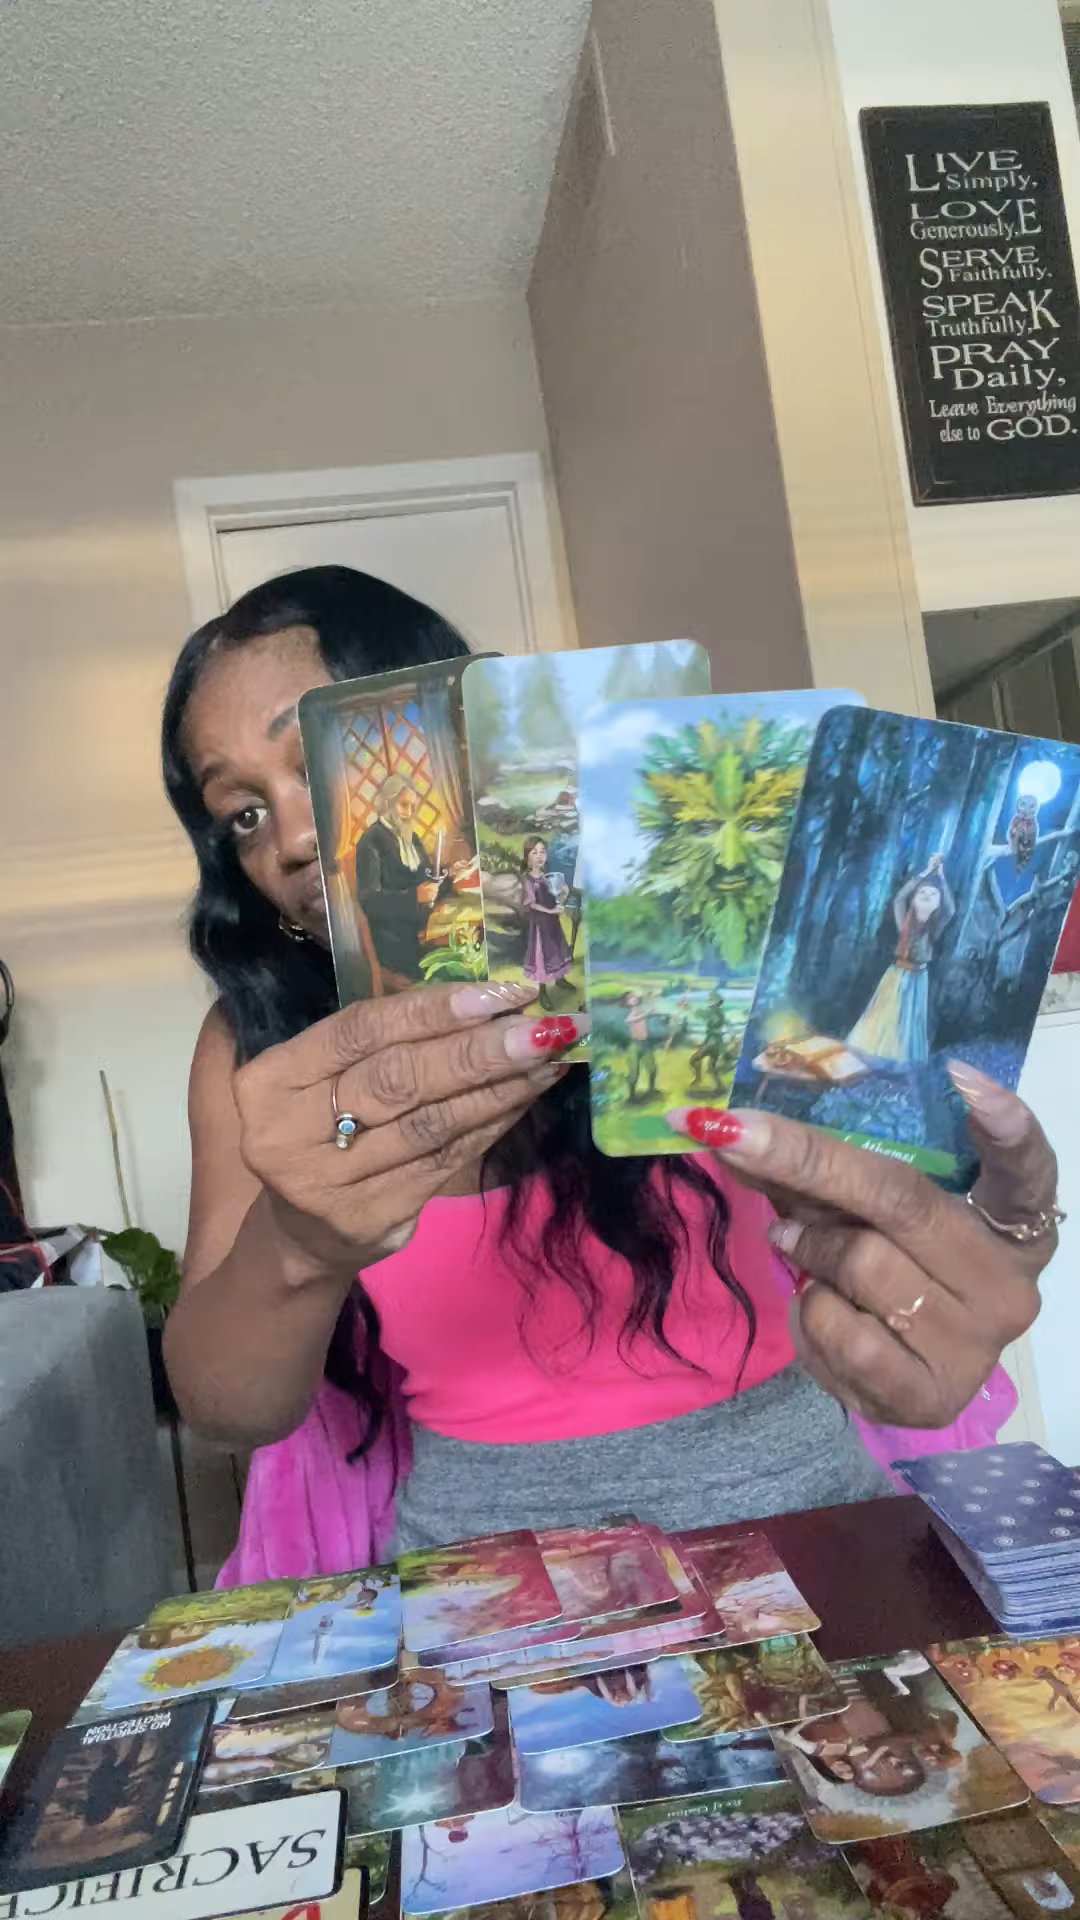 LIVE
Simply,
LOVE
Generously,
SERVE
Faithfully,
SPEAK
Truthfully,
PRAY
Daily,
Leave Everything
else to GOD.
Athames
NO SPIRITUAL
PROTECTION
SACRIFICE